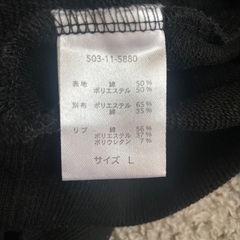 503-11-5880
表地 綿 50%
ポリエステル 50%
別布 ポリエステル 65%
綿 35%
リブ 綿 56%
ポリエステル 37%
ポリウレタン 7%
サイズ L